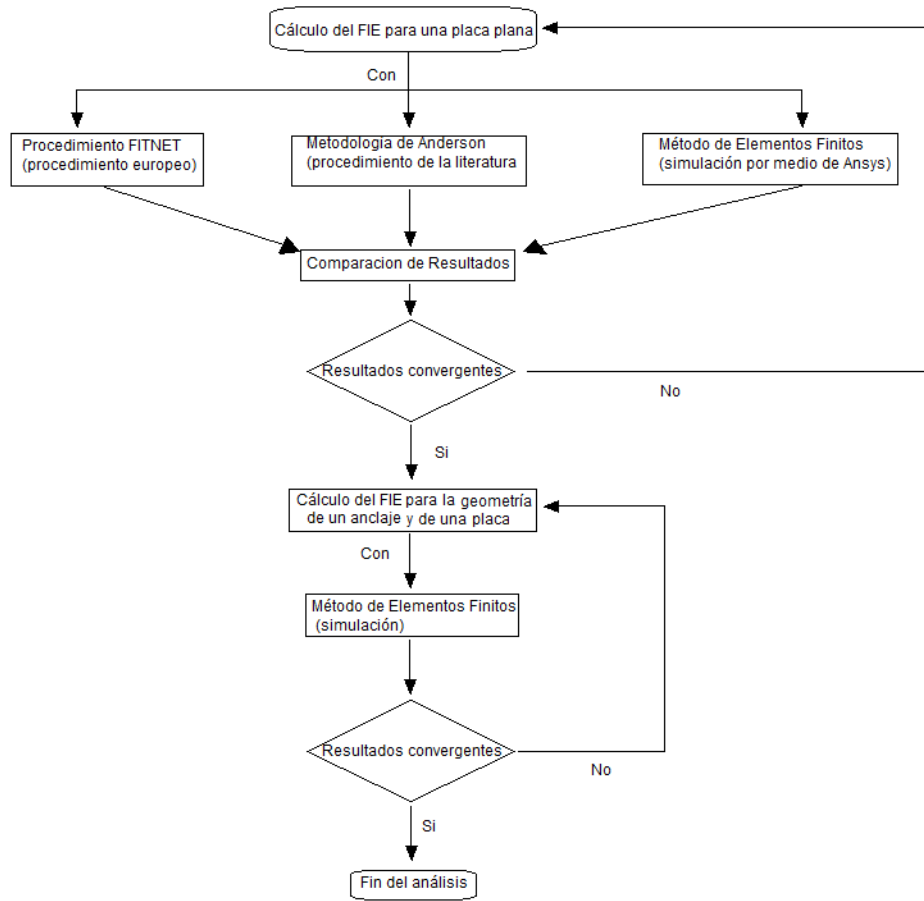 Cálculo del FIE para una placa plana
Con
Procedimiento FITNET
(procedimiento europeo)
Metodologia de Anderson
(procedimiento de la literatura
Método de Elementos Finitos
(simulación por medio de Ansys)
Comparacion de Resultados
Resultados convergentes
No
Si
Cálculo del FIE para la geometría
de un anclaje y de una placa
Con
Método de Elementos Finitos
(simulación)
Resultados convergentes
No
Si
Fin del análisis